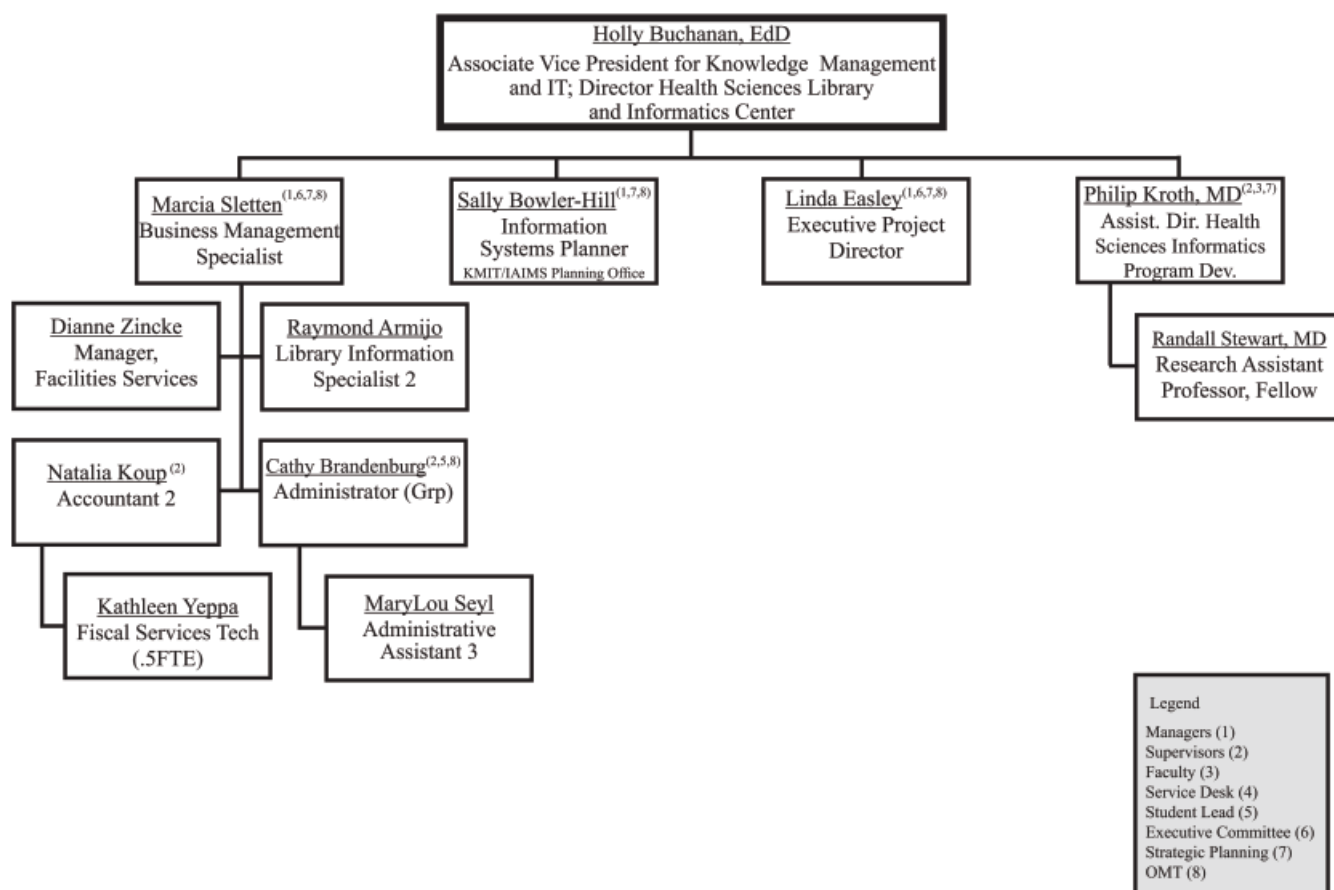 Holly Buchanan, EdD
Associate Vice President for Knowledge Management
and IT; Director Health Sciences Library
and Informatics Center
Marcia Sletten(1,6,7,8)
Business Management
Specialist
Sally Bowler-Hill(1,7,8)
Information
Systems Planner
KMIT/IAIMS Planning Office
Linda Easley(1,6,7,8)
Executive Project
Director
Philip Kroth, MD(2,3,7)
Assist. Dir. Health
Sciences Informatics
Program Dev.
Dianne Zincke
Manager,
Facilities Services
Raymond Armijo
Library Information
Specialist 2
Randall Stewart, MD
Research Assistant
Professor, Fellow
Natalia Koup(2)
Accountant 2
Cathy Brandenburg(2,5,8)
Administrator (Grp)
Kathleen Yeppa
Fiscal Services Tech
(.5FTE)
MaryLou Seyl
Administrative
Assistant 3
Legend
Managers (1)
Supervisors (2)
Faculty (3)
Service Desk (4)
Student Lead (5)
Executive Committee (6)
Strategic Planning (7)
OMT (8)